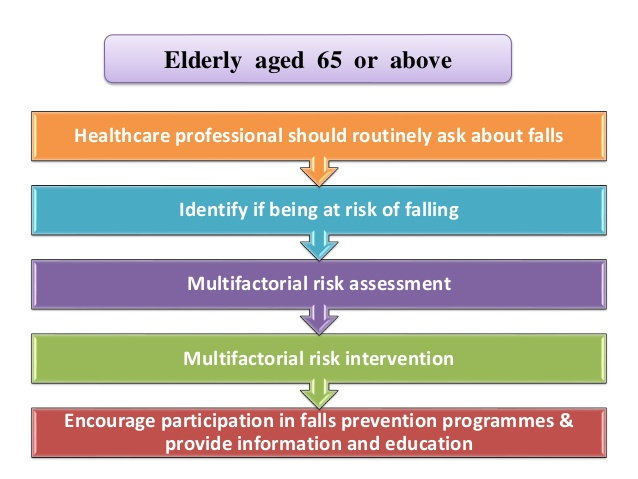 Elderly aged 65 or above
Healthcare professional should routinely ask about falls
Identify if being at risk of falling
Multifactorial risk assessment
Multifactorial risk intervention
Encourage participation in falls prevention programmes &
provide information and education